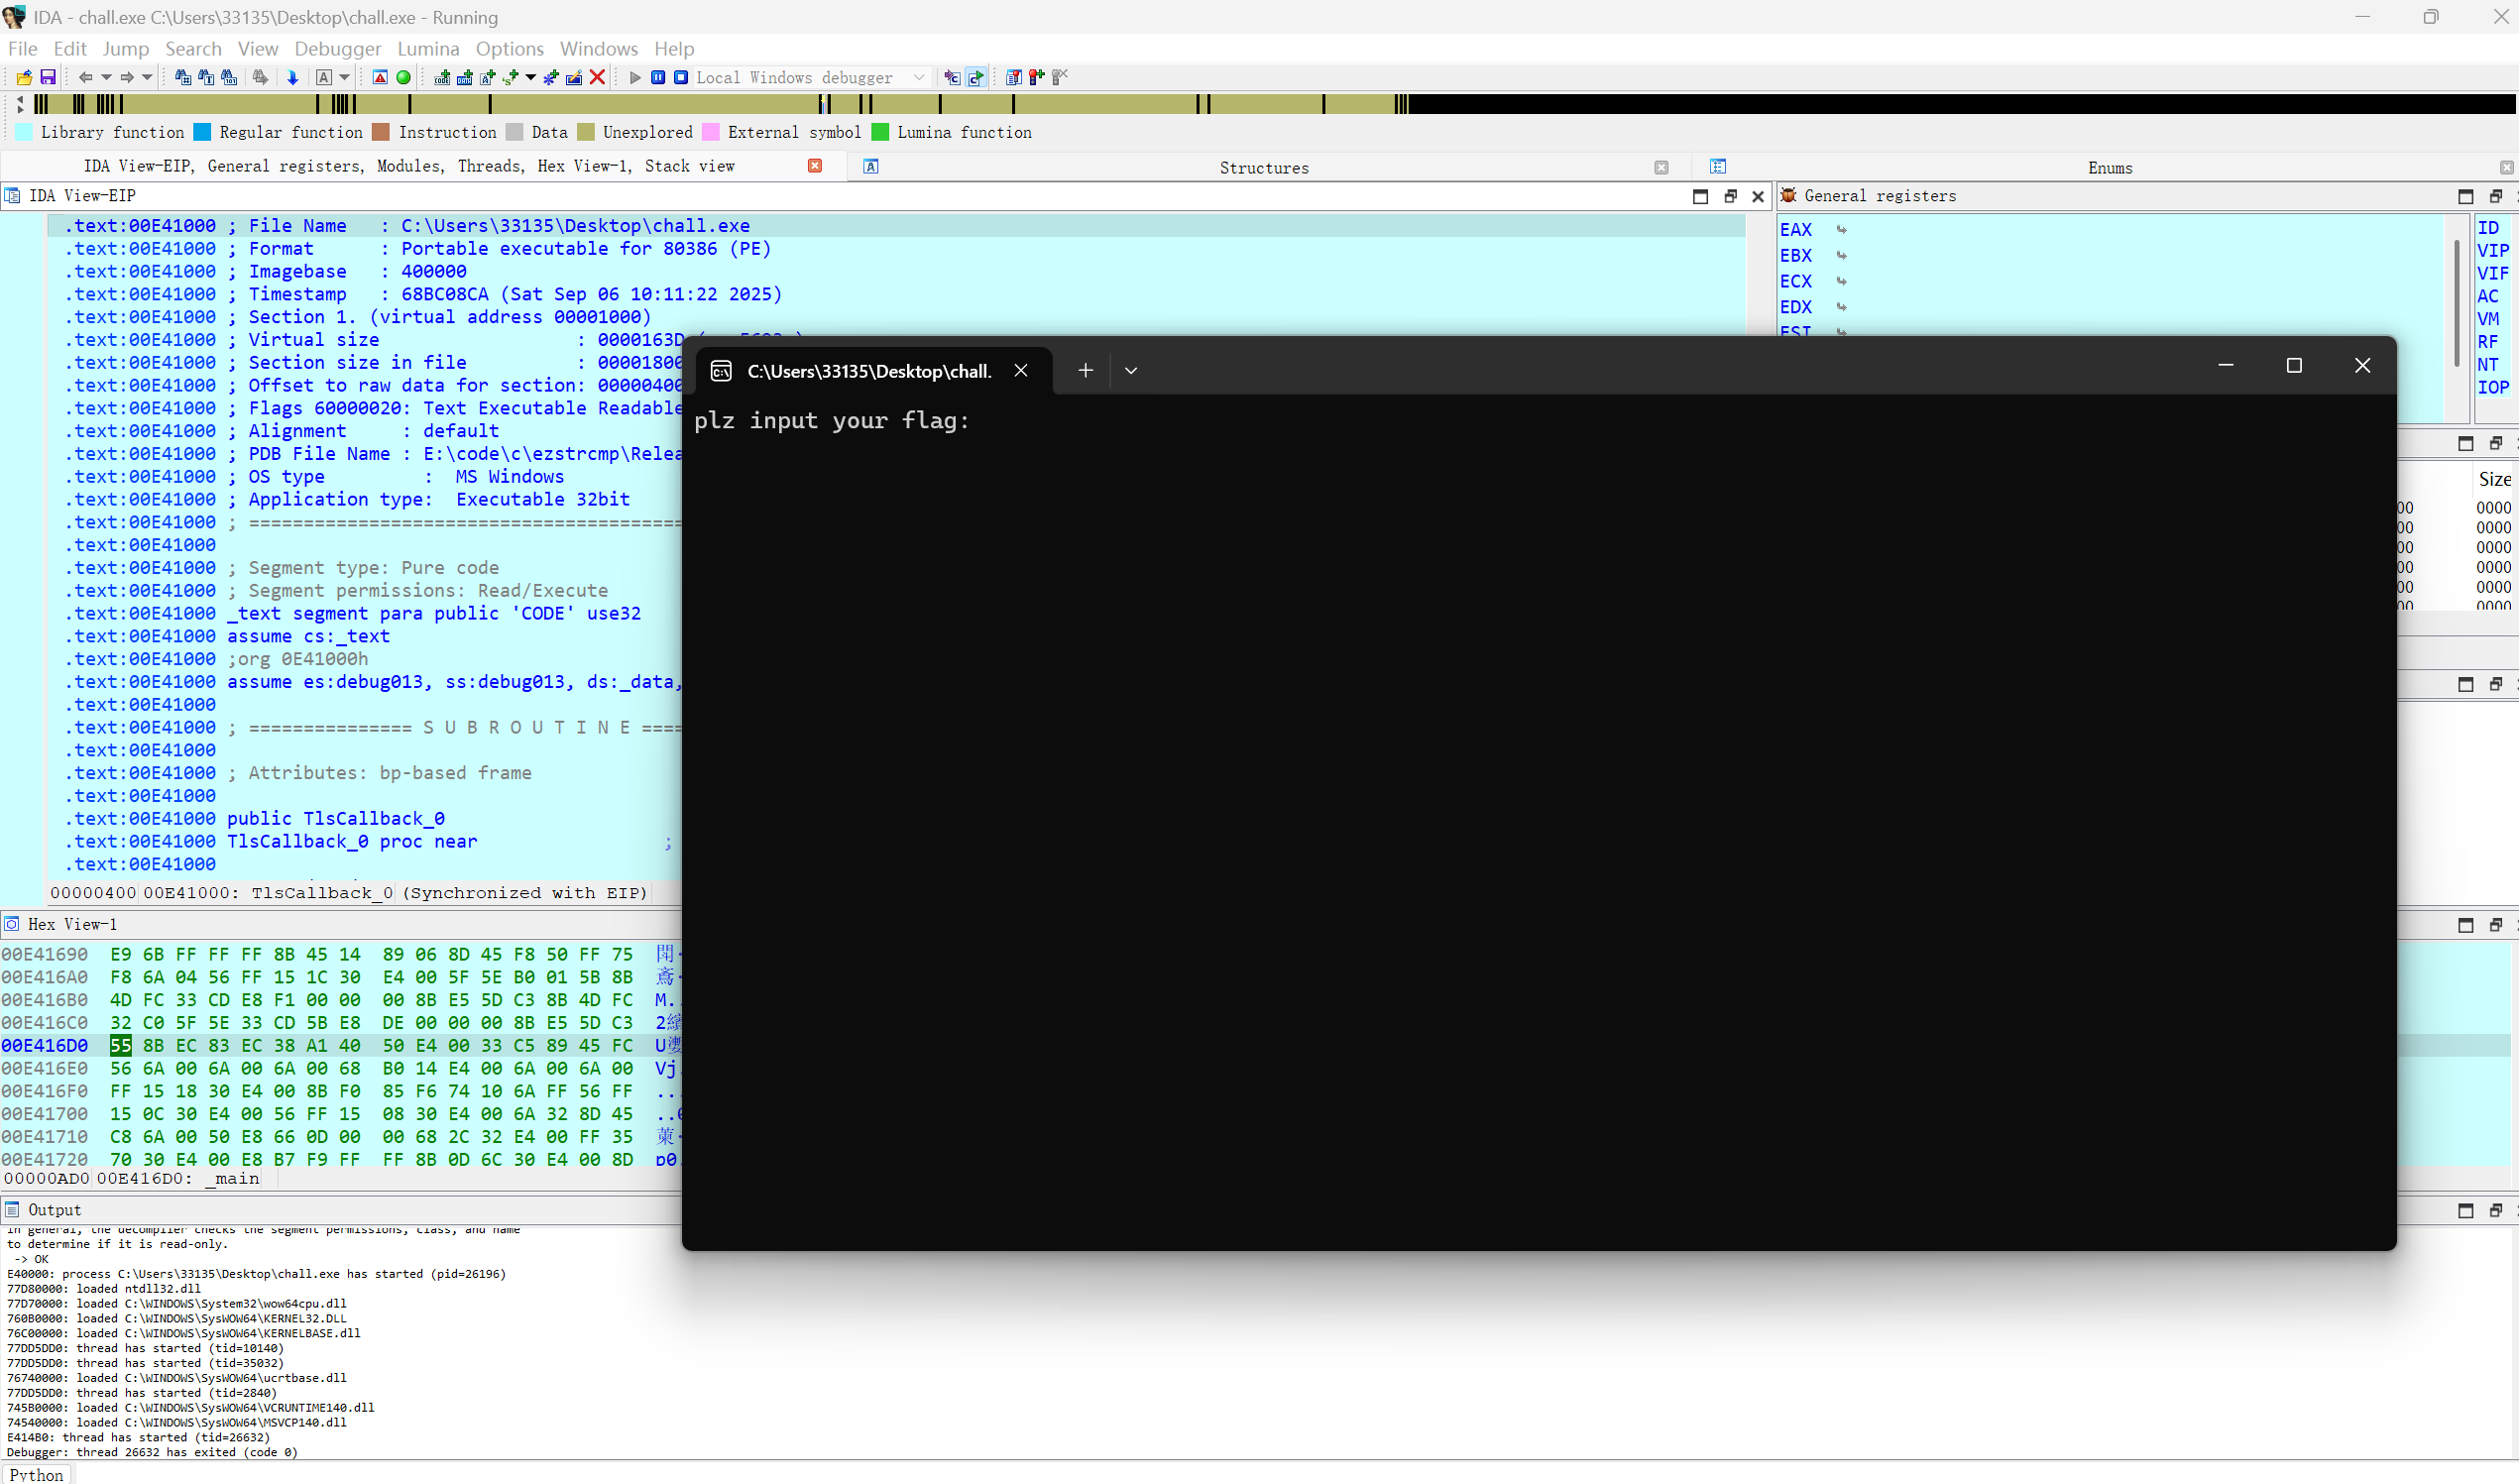 IDA - chall.exe C:\Users\33135\Desktop\chall.exe - Running
File Edit Jump Search View Debugger Lumina Options Windows Help
Local Windows debugger
Library function Regular function Instruction Data Unexplored External symbol Lumina function
IDA View-EIP, General registers, Modules, Threads, Hex View-1, Stack view
Structures
Enums
IDA View-EIP
.text:00E41000 ; File Name   : C:\Users\33135\Desktop\chall.exe
.text:00E41000 ; Format      : Portable executable for 80386 (PE)
.text:00E41000 ; Imagebase   : 400000
.text:00E41000 ; Timestamp   : 68BC08CA (Sat Sep 06 10:11:22 2025)
.text:00E41000 ; Section 1. (virtual address 00001000)
.text:00E41000 ; Virtual size                  : 0000163D
.text:00E41000 ; Section size in file          : 00001800
.text:00E41000 ; Offset to raw data for section: 00000400
.text:00E41000 ; Flags 60000020: Text Executable Readable
.text:00E41000 ; Alignment     : default
.text:00E41000 ; PDB File Name : E:\code\c\ezstrcmp\Relea
.text:00E41000 ; OS type         :  MS Windows
.text:00E41000 ; Application type:  Executable 32bit
.text:00E41000 ; ========================================
.text:00E41000
.text:00E41000 ; Segment type: Pure code
.text:00E41000 ; Segment permissions: Read/Execute
.text:00E41000 _text segment para public 'CODE' use32
.text:00E41000 assume cs:_text
.text:00E41000 ;org 0E41000h
.text:00E41000 assume es:debug013, ss:debug013, ds:_data,
.text:00E41000
.text:00E41000 ; =============== S U B R O U T I N E ====
.text:00E41000
.text:00E41000 ; Attributes: bp-based frame
.text:00E41000
.text:00E41000 public TlsCallback_0
.text:00E41000 TlsCallback_0 proc near                 ;
.text:00E41000
00000400 00E41000: TlsCallback_0 (Synchronized with EIP)
General registers
EAX
EBX
ECX
EDX
ESI
ID
VIP
VIF
AC
VM
RF
NT
IOP
Size
00 0000
00 0000
00 0000
00 0000
00 0000
00 0000
C:\Users\33135\Desktop\chall.
plz input your flag:
Hex View-1
00E41690 E9 6B FF FF FF 8B 45 14 89 06 8D 45 F8 50 FF 75
00E416A0 F8 6A 04 56 FF 15 1C 30 E4 00 5F 5E B0 01 5B 8B
00E416B0 4D FC 33 CD E8 F1 00 00 00 8B E5 5D C3 8B 4D FC M.
00E416C0 32 C0 5F 5E 33 CD 5B E8 DE 00 00 00 8B E5 5D C3 2
00E416D0 55 8B EC 83 EC 38 A1 40 50 E4 00 33 C5 89 45 FC U
00E416E0 56 6A 00 6A 00 6A 00 68 B0 14 E4 00 6A 00 6A 00 Vj
00E416F0 FF 15 18 30 E4 00 8B F0 85 F6 74 10 6A FF 56 FF ...
00E41700 15 0C 30 E4 00 56 FF 15 08 30 E4 00 6A 32 8D 45 ..
00E41710 C8 6A 00 50 E8 66 0D 00 00 68 2C 32 E4 00 FF 35
00E41720 70 30 E4 00 E8 B7 F9 FF FF 8B 0D 6C 30 E4 00 8D p0
00000AD0 00E416D0: _main
Output
In general, the decompiler checks the segment permissions, class, and name
to determine if it is read-only.
-> OK
E40000: process C:\Users\33135\Desktop\chall.exe has started (pid=26196)
77D80000: loaded ntdll32.dll
77D70000: loaded C:\WINDOWS\System32\wow64cpu.dll
760B0000: loaded C:\WINDOWS\SysWOW64\KERNEL32.DLL
76C00000: loaded C:\WINDOWS\SysWOW64\KERNELBASE.dll
77DD5DD0: thread has started (tid=10140)
77DD5DD0: thread has started (tid=35032)
76740000: loaded C:\WINDOWS\SysWOW64\ucrtbase.dll
77DD5DD0: thread has started (tid=2840)
745B0000: loaded C:\WINDOWS\SysWOW64\VCRUNTIME140.dll
74540000: loaded C:\WINDOWS\SysWOW64\MSVCP140.dll
E414B0: thread has started (tid=26632)
Debugger: thread 26632 has exited (code 0)
Python